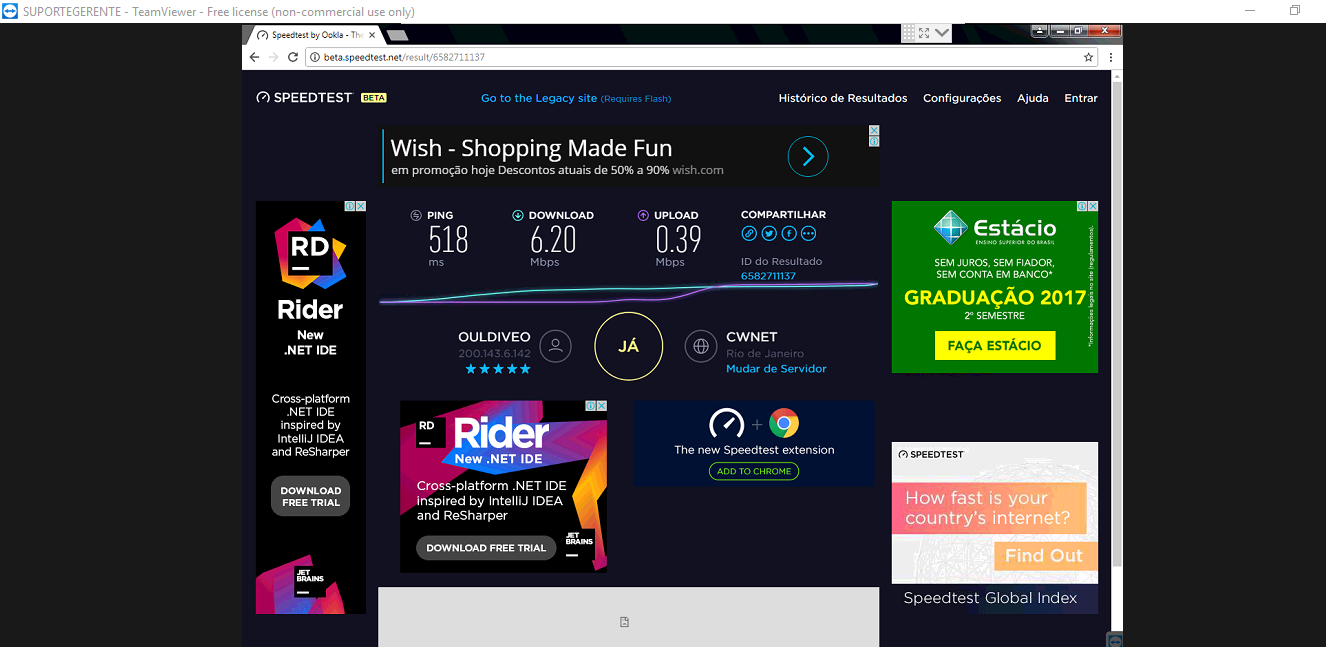 SUPORTEGERENTE - TeamViewer - Free license (non-commercial use only)
Speedtest by Ookla - The
beta.speedtest.net/result/6582711137
SPEEDTEST BETA
Go to the Legacy site (Requires Flash)
Histórico de Resultados
Configurações
Ajuda
Entrar
Wish - Shopping Made Fun
em promoção hoje Descontos atuais de 50% a 90% wish.com
PING
518
ms
DOWNLOAD
6.20
Mbps
UPLOAD
0.39
Mbps
COMPARTILHAR
ID do Resultado
6582711137
OULDIVEO
200.143.6.142
JÁ
CWNET
Rio de Janeiro
Mudar de Servidor
RD
Rider
New
.NET IDE
Cross-platform
.NET IDE
inspired by
IntelliJ IDEA
and ReSharper
DOWNLOAD
FREE TRIAL
JET
BRAINS
RD
Rider
New .NET IDE
Cross-platform .NET IDE
inspired by IntelliJ IDEA
and ReSharper
DOWNLOAD FREE TRIAL
JET
BRAINS
The new Speedtest extension
ADD TO CHROME
Estácio
ENSINO SUPERIOR DO BRASIL
SEM JUROS, SEM FIADOR,
SEM CONTA EM BANCO*
GRADUAÇÃO 2017
2º SEMESTRE
FAÇA ESTÁCIO
*Informações legais no site (regulamentos).
SPEEDTEST
How fast is your
country's internet?
Find Out
Speedtest Global Index